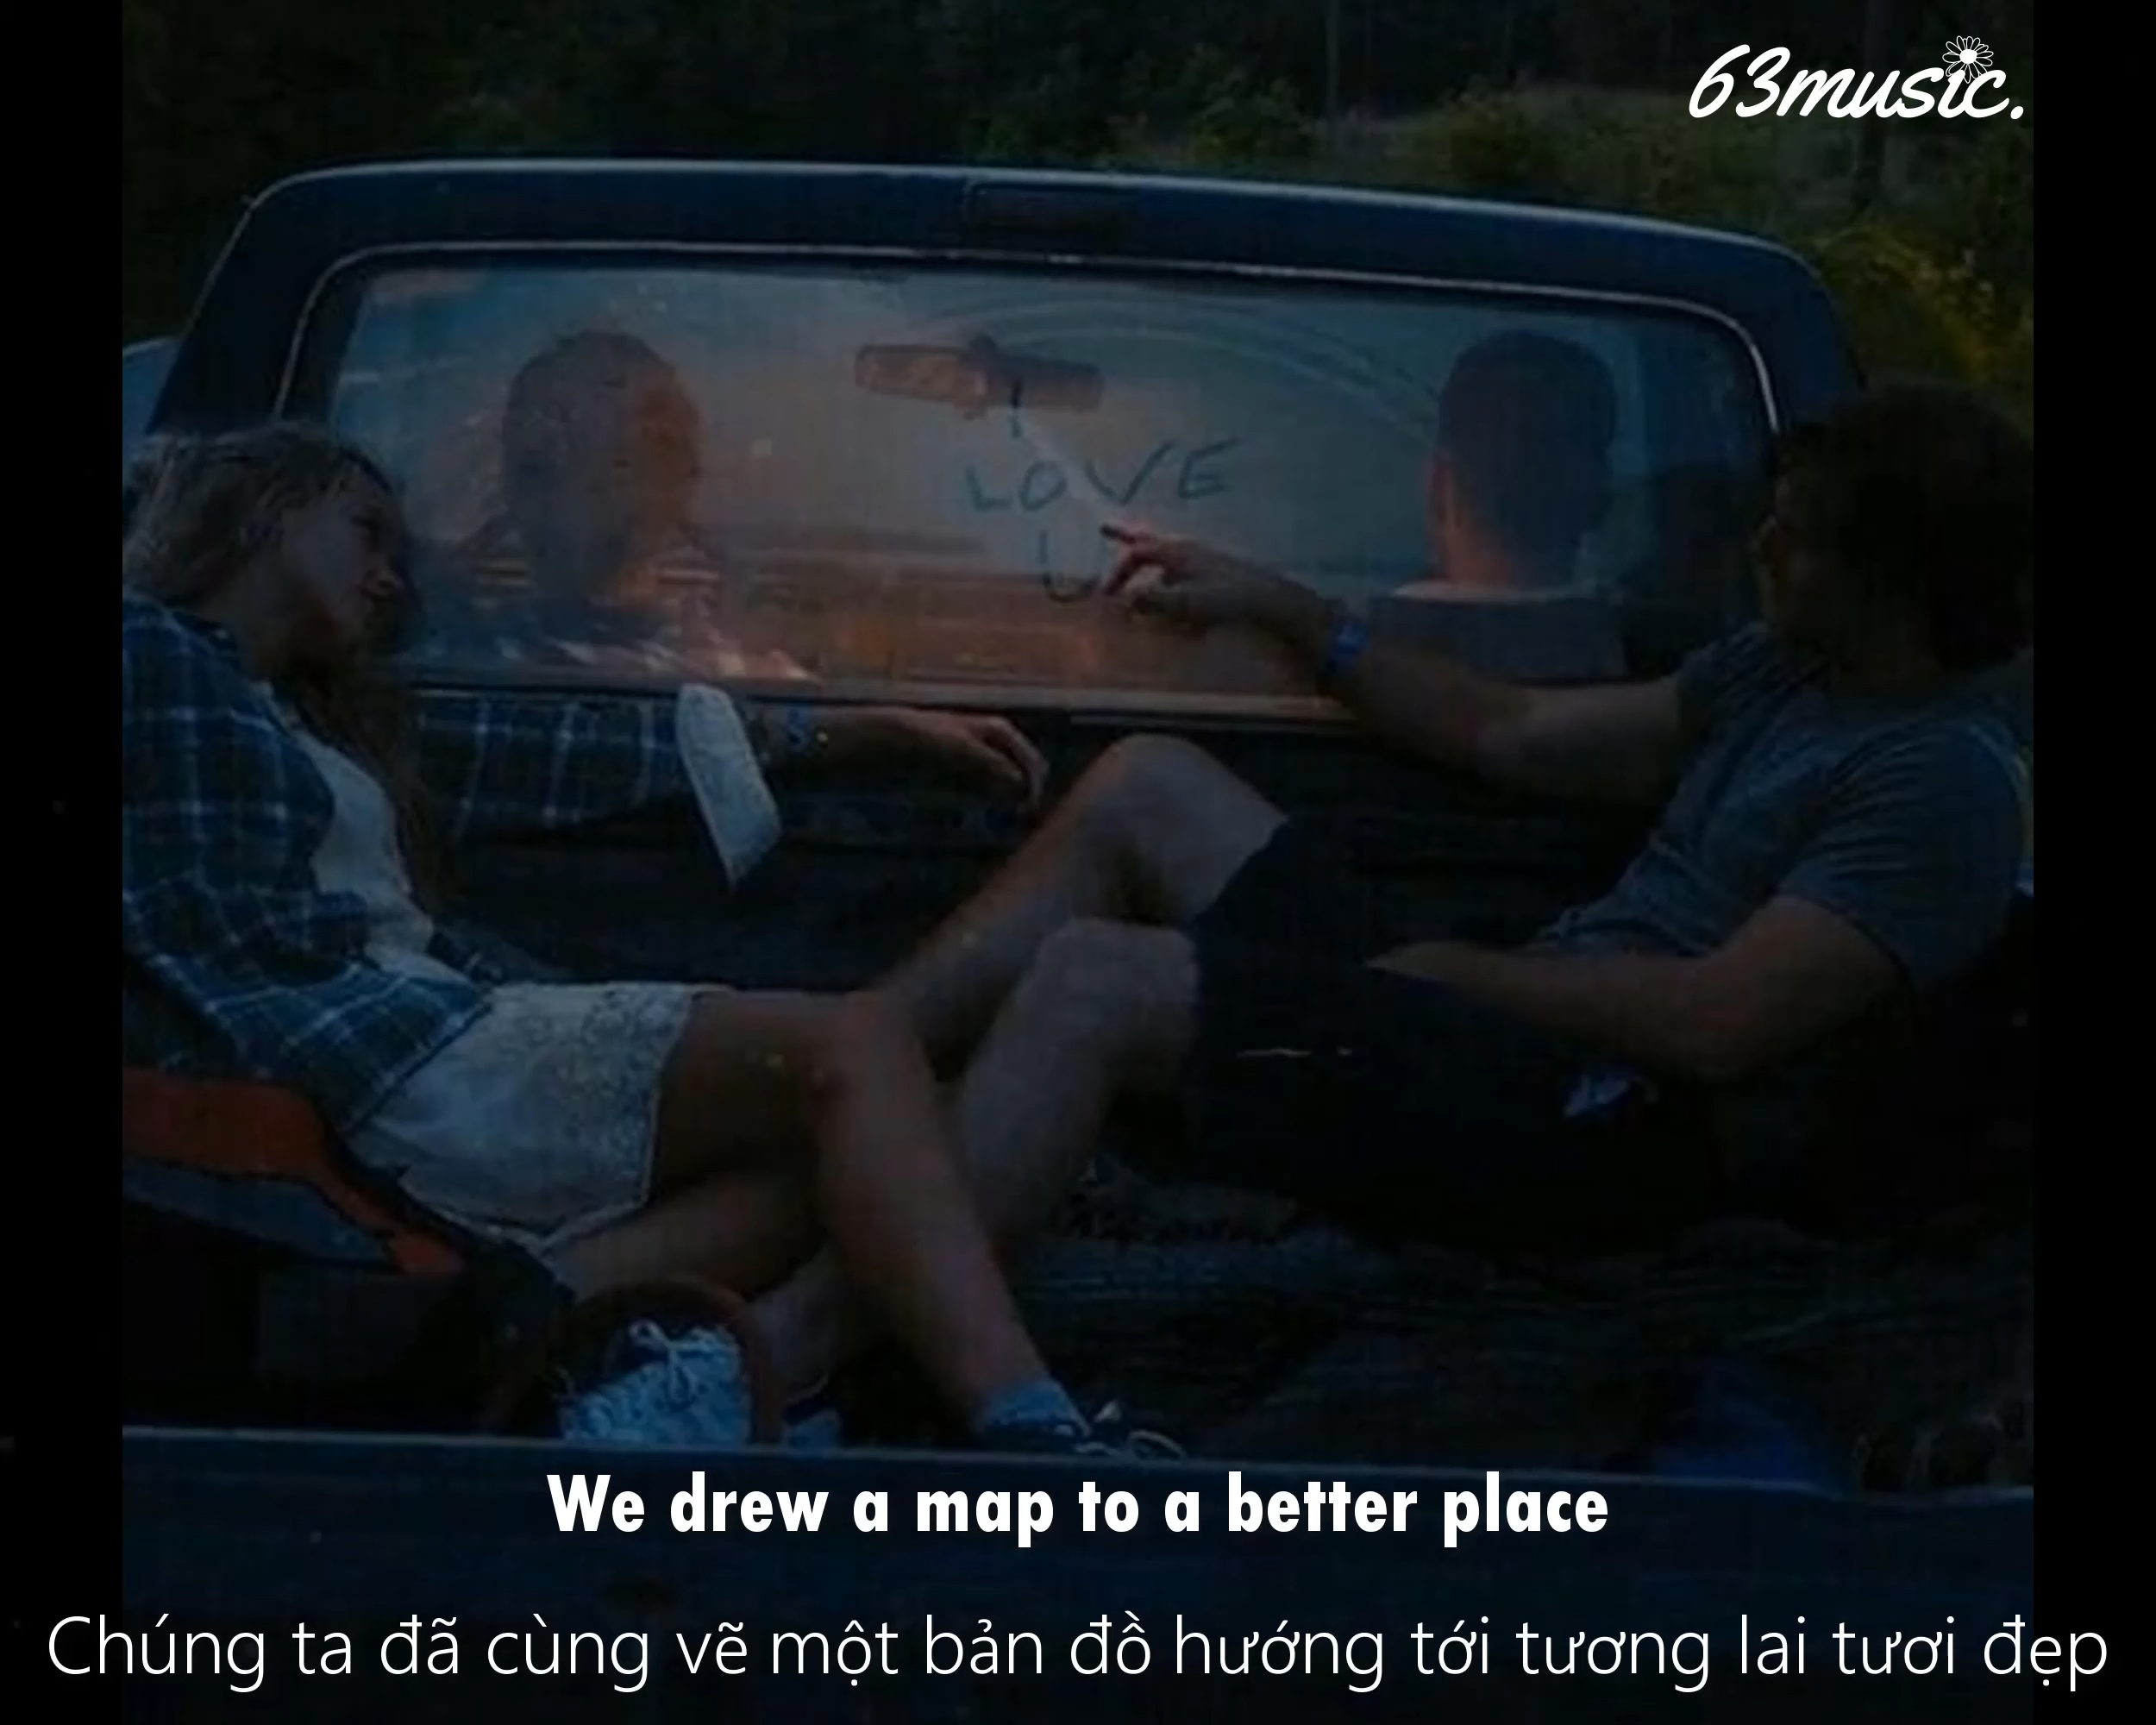 63music.
I
LOVE
U
We drew a map to a better place
Chúng ta đã cùng vẽ một bản đồ hướng tới tương lai tươi đẹp